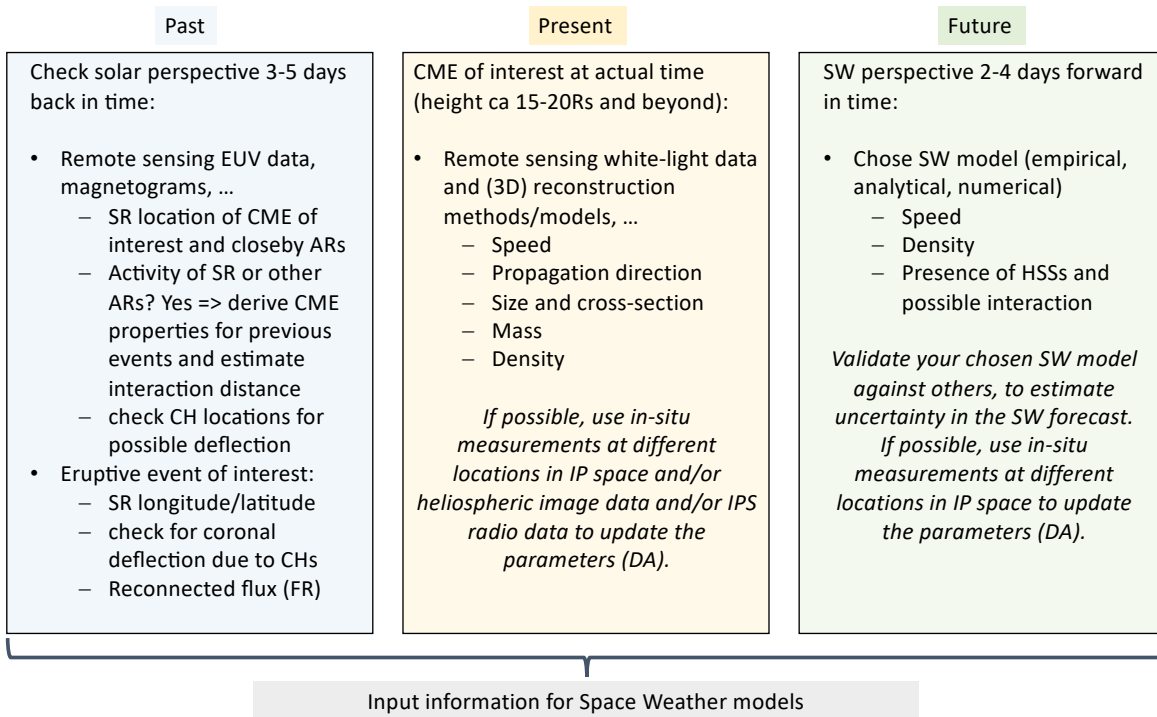 Past
Check solar perspective 3-5 days
back in time:
• Remote sensing EUV data,
magnetograms, …
– SR location of CME of
interest and closeby ARs
– Activity of SR or other
ARs? Yes => derive CME
properties for previous
events and estimate
interaction distance
– check CH locations for
possible deflection
• Eruptive event of interest:
– SR longitude/latitude
– check for coronal
deflection due to CHs
– Reconnected flux (FR)
Present
CME of interest at actual time
(height ca 15-20Rs and beyond):
• Remote sensing white-light data
and (3D) reconstruction
methods/models, …
– Speed
– Propagation direction
– Size and cross-section
– Mass
– Density
If possible, use in-situ
measurements at different
locations in IP space and/or
heliospheric image data and/or IPS
radio data to update the
parameters (DA).
Future
SW perspective 2-4 days forward
in time:
• Chose SW model (empirical,
analytical, numerical)
– Speed
– Density
– Presence of HSSs and
possible interaction
Validate your chosen SW model
against others, to estimate
uncertainty in the SW forecast.
If possible, use in-situ
measurements at different
locations in IP space to update
the parameters (DA).
Input information for Space Weather models